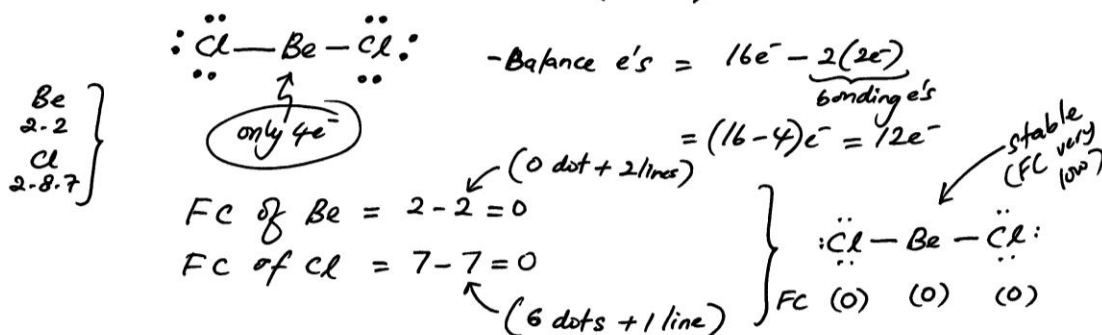 :Cl — Be — Cl:
only 4e⁻
-Balance e's = 16e⁻ - 2(2e⁻)
bonding e's
= (16-4)e⁻ = 12e⁻
Be
2-2
Cl
2-8-7
(0 dot + 2 lines)
FC of Be = 2-2 = 0
FC of Cl = 7-7 = 0
(6 dots + 1 line)
stable
(FC very
low)
:Cl — Be — Cl:
FC (0) (0) (0)